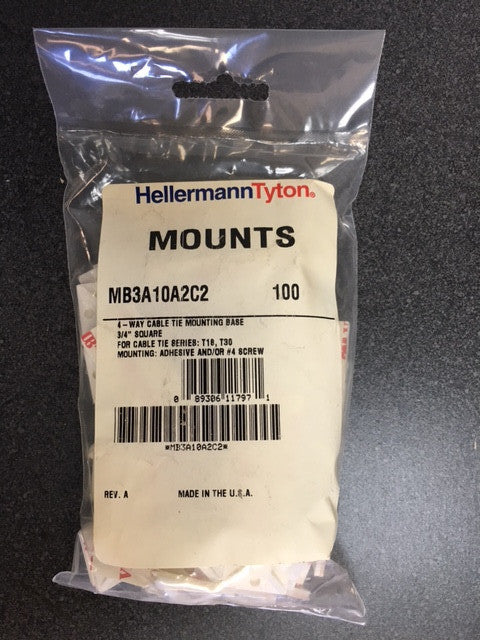 HellermannTyton®
MOUNTS
MB3A10A2C2 100
4-WAY CABLE TIE MOUNTING BASE
3/4" SQUARE
FOR CABLE TIE SERIES: T18, T30
MOUNTING: ADHESIVE AND/OR #4 SCREW
0 89306 11797 1
*MB3A10A2C2*
REV. A MADE IN THE U.S.A.